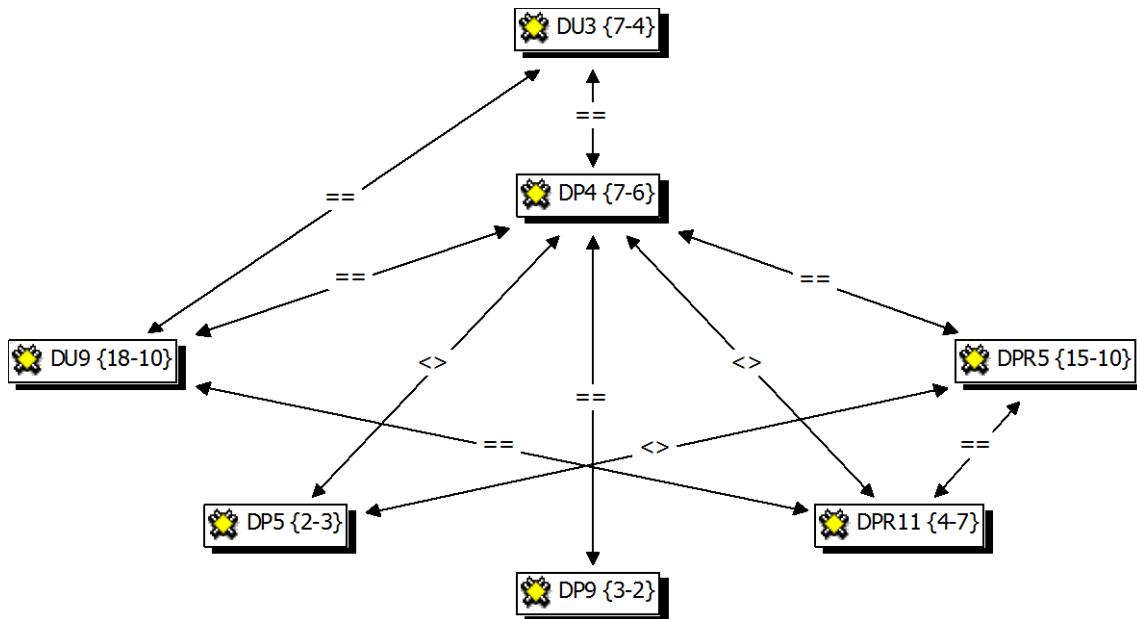 DU3 {7-4}
==
==
DP4 {7-6}
==
==
DU9 {18-10}
<>
<>
DPR5 {15-10}
==
==
<>
==
DP5 {2-3}
DPR11 {4-7}
DP9 {3-2}